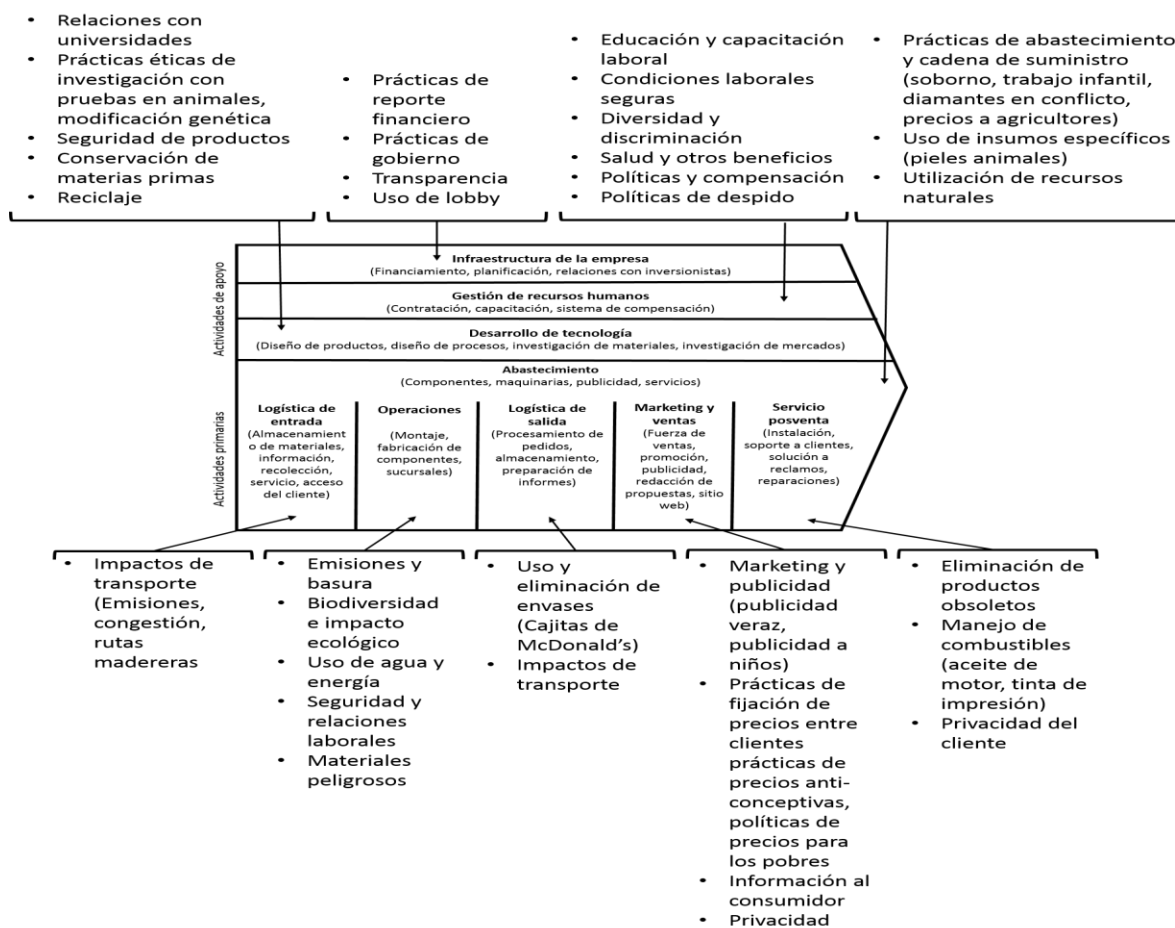 • Relaciones con
universidades
• Prácticas éticas de
investigación con
pruebas en animales,
modificación genética
• Seguridad de productos
• Conservación de
materias primas
• Reciclaje
• Prácticas de
reporte
financiero
• Prácticas de
gobierno
• Transparencia
• Uso de lobby
• Educación y capacitación
laboral
• Condiciones laborales
seguras
• Diversidad y
discriminación
• Salud y otros beneficios
• Políticas y compensación
• Políticas de despido
• Prácticas de abastecimiento
y cadena de suministro
(soborno, trabajo infantil,
diamantes en conflicto,
precios a agricultores)
• Uso de insumos específicos
(pieles animales)
• Utilización de recursos
naturales
Actividades de apoyo
Infraestructura de la empresa
(Financiamiento, planificación, relaciones con inversionistas)
Gestión de recursos humanos
(Contratación, capacitación, sistema de compensación)
Desarrollo de tecnología
(Diseño de productos, diseño de procesos, investigación de materiales, investigación de mercados)
Abastecimiento
(Componentes, maquinarias, publicidad, servicios)
Actividades primarias
Logística de
entrada
(Almacenamient
o de materiales,
información,
recolección,
servicio, acceso
del cliente)
Operaciones
(Montaje,
fabricación de
componentes,
sucursales)
Logística de
salida
(Procesamiento de
pedidos,
almacenamiento,
preparación de
informes)
Marketing y
ventas
(Fuerza de
ventas,
promoción,
publicidad,
redacción de
propuestas, sitio
web)
Servicio
posventa
(Instalación,
soporte a clientes,
solución a
reclamos,
reparaciones)
• Impactos de
transporte
(Emisiones,
congestión,
rutas
madereras
• Emisiones y
basura
• Biodiversidad
e impacto
ecológico
• Uso de agua y
energía
• Seguridad y
relaciones
laborales
• Materiales
peligrosos
• Uso y
eliminación de
envases
(Cajitas de
McDonald's)
• Impactos de
transporte
• Marketing y
publicidad
(publicidad
veraz,
publicidad a
niños)
• Prácticas de
fijación de
precios entre
clientes
prácticas de
precios anti-
conceptivas,
políticas de
precios para
los pobres
• Información al
consumidor
• Privacidad
• Eliminación de
productos
obsoletos
• Manejo de
combustibles
(aceite de
motor, tinta de
impresión)
• Privacidad del
cliente